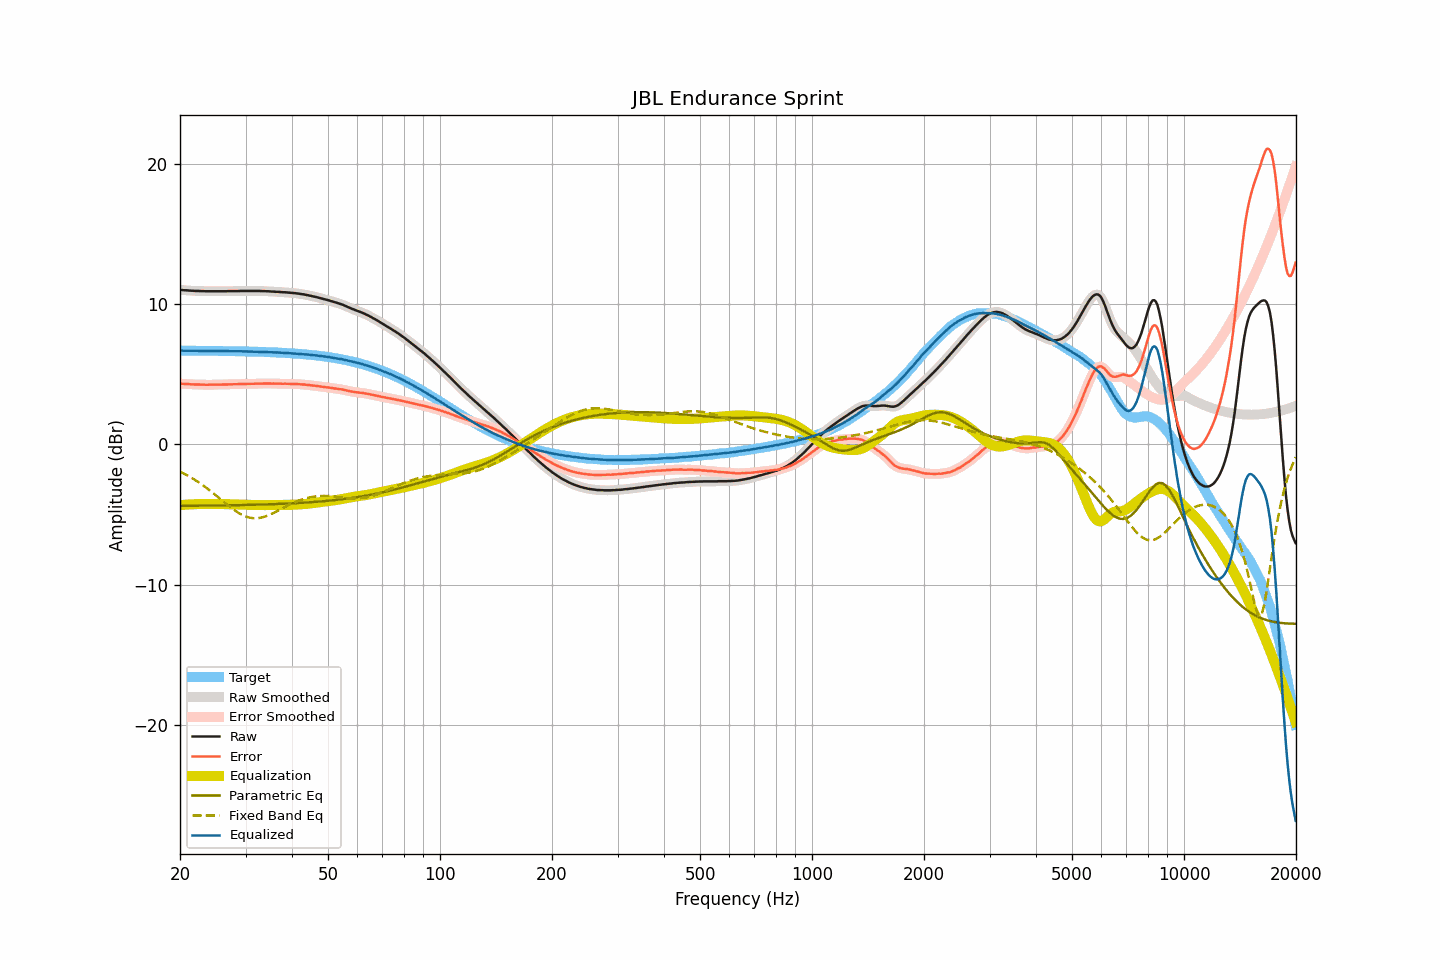 JBL Endurance Sprint
Amplitude (dBr)
20
10
0
−10
−20
Target
Raw Smoothed
Error Smoothed
Raw
Error
Equalization
Parametric Eq
Fixed Band Eq
Equalized
20 50 100 200 500 1000 2000 5000 10000 20000
Frequency (Hz)